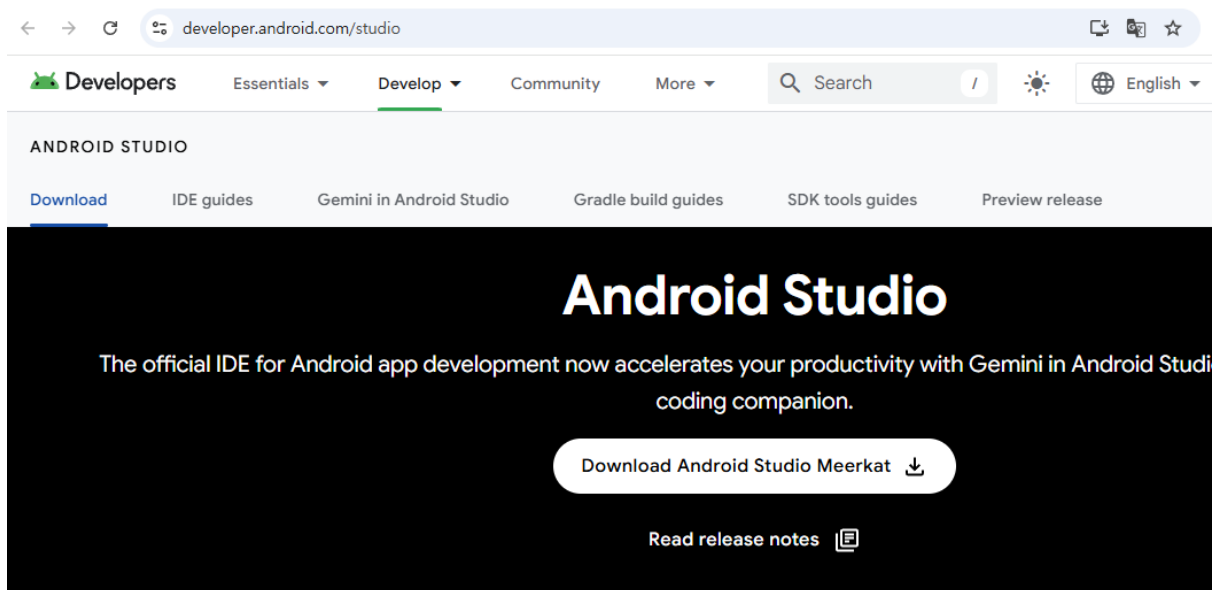 developer.android.com/studio
Developers Essentials Develop Community More Search / English
ANDROID STUDIO
Download IDE guides Gemini in Android Studio Gradle build guides SDK tools guides Preview release
Android Studio
The official IDE for Android app development now accelerates your productivity with Gemini in Android Studi
coding companion.
Download Android Studio Meerkat
Read release notes